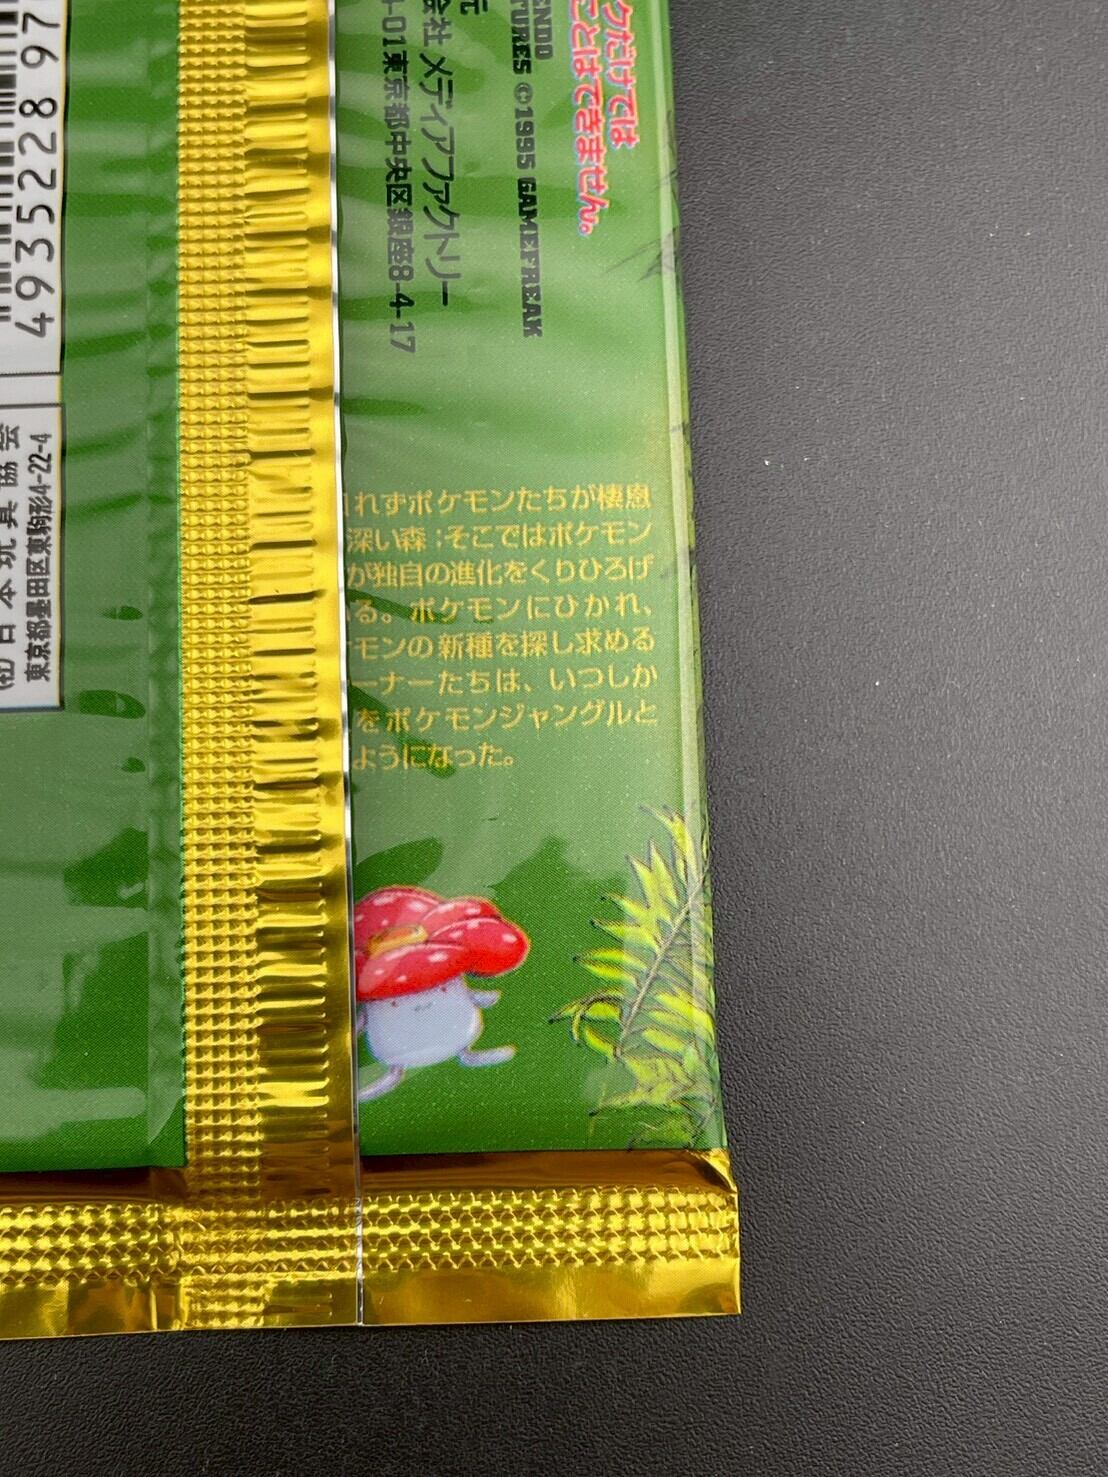 クだけでは
ことはできません。
ENDO
TURES ©1995 GAMEFREAK
元
会社 メディアファクトリー
-01東京都中央区銀座8-4-17
4935228 97
日本玩具協会
東京都墨田区東駒形4-22-4
れずポケモンたちが棲息
深い森:そこではポケモン
が独自の進化をくりひろげ
る。ポケモンにひかれ、
モンの新種を探し求める
ーナーたちは、いつしか
をポケモンジャングルと
ようになった。